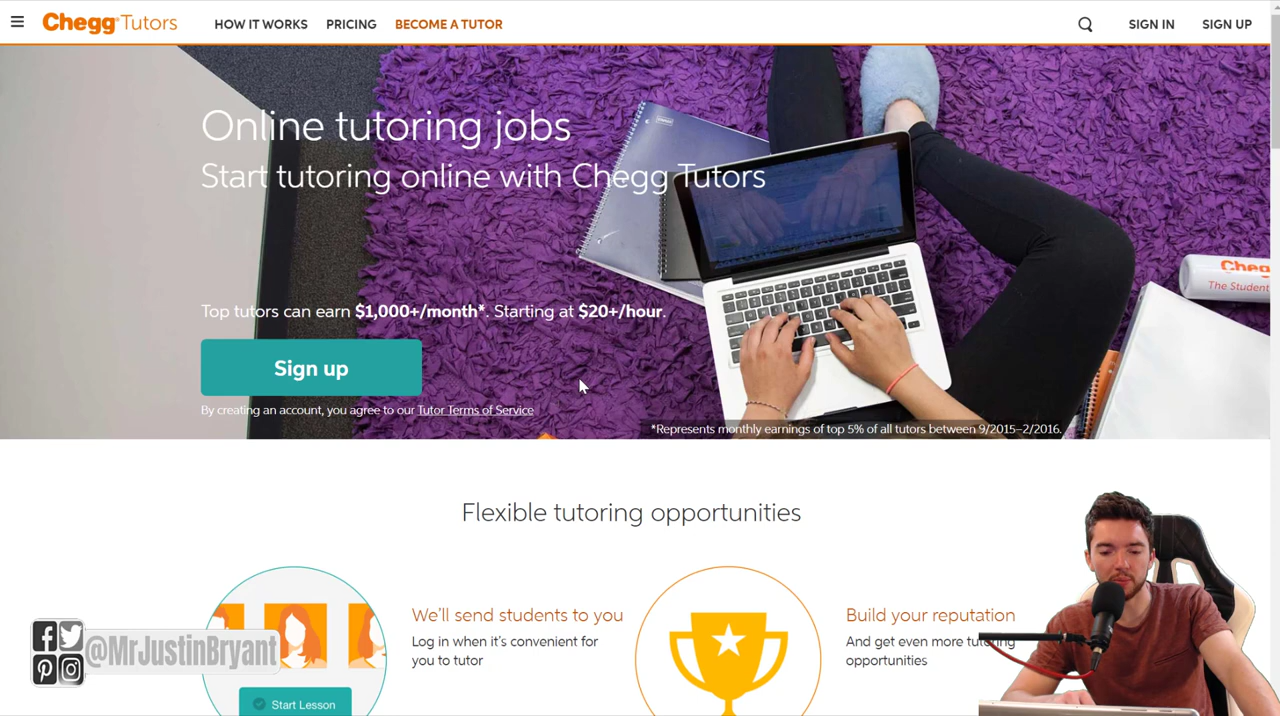 Chegg® Tutors HOW IT WORKS PRICING BECOME A TUTOR SIGN IN SIGN UP
Online tutoring jobs
Start tutoring online with Chegg Tutors
Top tutors can earn $1,000+/month*. Starting at $20+/hour.
Sign up
By creating an account, you agree to our Tutor Terms of Service
*Represents monthly earnings of top 5% of all tutors between 9/2015–2/2016.
Chegg
The Student
Flexible tutoring opportunities
We'll send students to you
Log in when it's convenient for
you to tutor
Start Lesson
Build your reputation
And get even more tutoring
opportunities
@MrJustinBryant